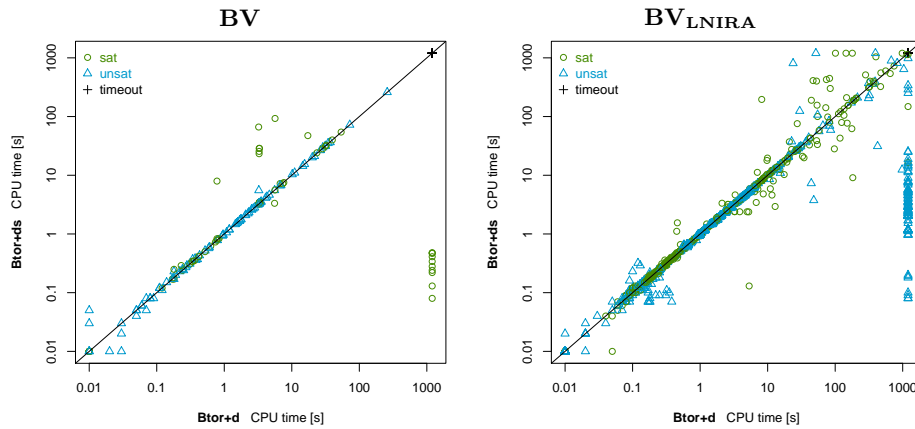 BV
1000
100
10
1
0.1
0.01
Btor+ds CPU time [s]
sat
unsat
timeout
0.01 0.1 1 10 100 1000
Btor+d CPU time [s]
BV_LNIRA
1000
100
10
1
0.1
0.01
Btor+ds CPU time [s]
sat
unsat
timeout
0.01 0.1 1 10 100 1000
Btor+d CPU time [s]